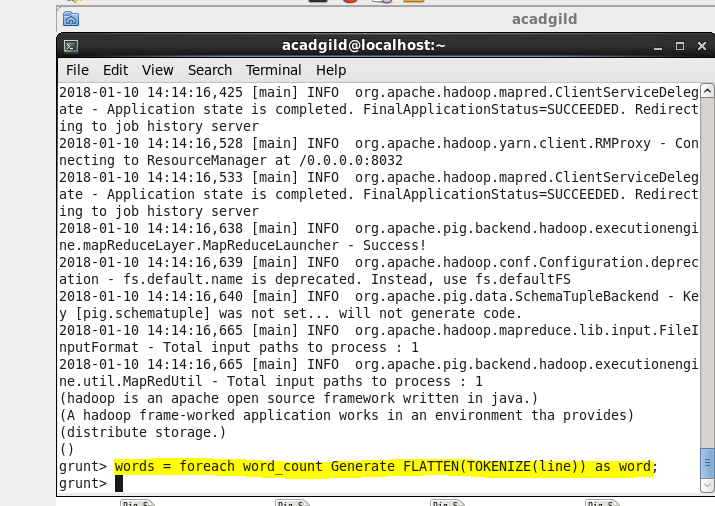 acadgild
acadgild@localhost:~
File Edit View Search Terminal Help
2018-01-10 14:14:16,425 [main] INFO  org.apache.hadoop.mapred.ClientServiceDeleg
ate - Application state is completed. FinalApplicationStatus=SUCCEEDED. Redirect
ing to job history server
2018-01-10 14:14:16,528 [main] INFO  org.apache.hadoop.yarn.client.RMProxy - Con
necting to ResourceManager at /0.0.0.0:8032
2018-01-10 14:14:16,533 [main] INFO  org.apache.hadoop.mapred.ClientServiceDeleg
ate - Application state is completed. FinalApplicationStatus=SUCCEEDED. Redirect
ing to job history server
2018-01-10 14:14:16,638 [main] INFO  org.apache.pig.backend.hadoop.executionengi
ne.mapReduceLayer.MapReduceLauncher - Success!
2018-01-10 14:14:16,639 [main] INFO  org.apache.hadoop.conf.Configuration.deprec
ation - fs.default.name is deprecated. Instead, use fs.defaultFS
2018-01-10 14:14:16,640 [main] INFO  org.apache.pig.data.SchemaTupleBackend - Ke
y [pig.schematuple] was not set... will not generate code.
2018-01-10 14:14:16,665 [main] INFO  org.apache.hadoop.mapreduce.lib.input.FileI
nputFormat - Total input paths to process : 1
2018-01-10 14:14:16,665 [main] INFO  org.apache.pig.backend.hadoop.executionengi
ne.util.MapRedUtil - Total input paths to process : 1
(hadoop is an apache open source framework written in java.)
(A hadoop frame-worked application works in an environment tha provides)
(distribute storage.)
()
grunt> words = foreach word_count Generate FLATTEN(TOKENIZE(line)) as word;
grunt>